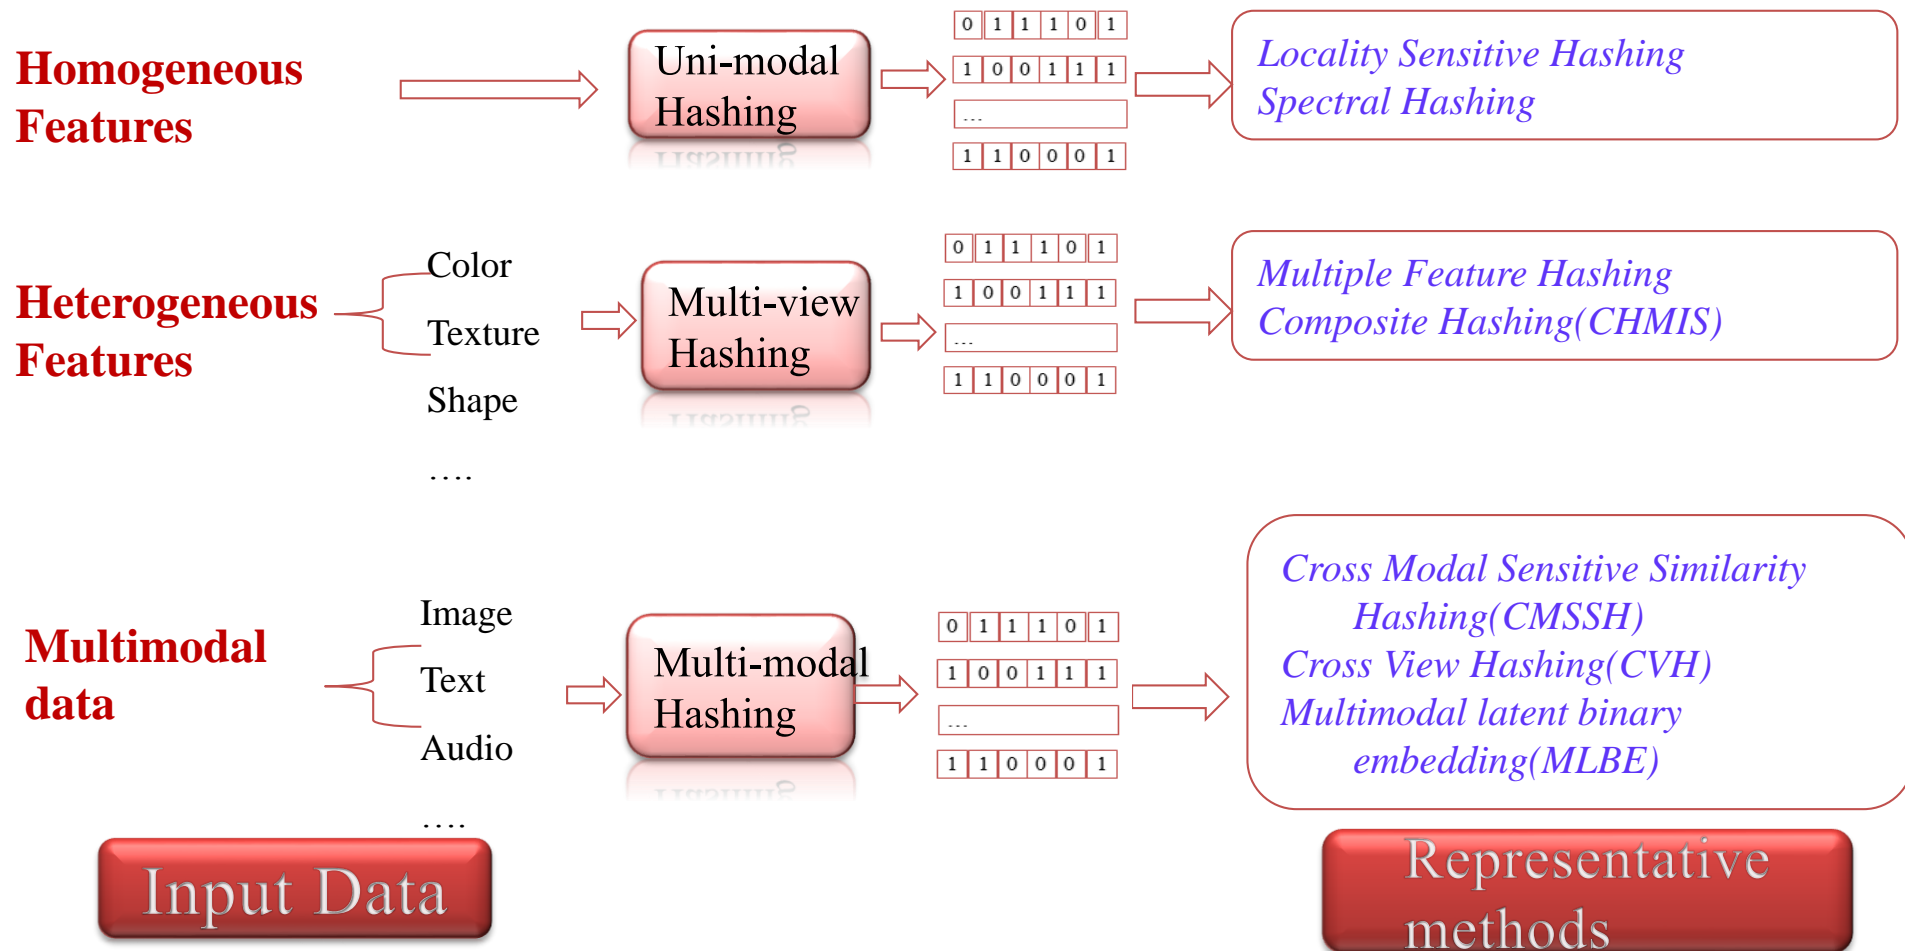 Homogeneous
Features
Uni-modal
Hashing
0 1 1 1 0 1
1 0 0 1 1 1
...
1 1 0 0 0 1
Locality Sensitive Hashing
Spectral Hashing
Heterogeneous
Features
Color
Texture
Shape
....
Multi-view
Hashing
0 1 1 1 0 1
1 0 0 1 1 1
...
1 1 0 0 0 1
Multiple Feature Hashing
Composite Hashing(CHMIS)
Multimodal
data
Image
Text
Audio
....
Multi-modal
Hashing
0 1 1 1 0 1
1 0 0 1 1 1
...
1 1 0 0 0 1
Cross Modal Sensitive Similarity
Hashing(CMSSH)
Cross View Hashing(CVH)
Multimodal latent binary
embedding(MLBE)
Input Data
Representative
methods